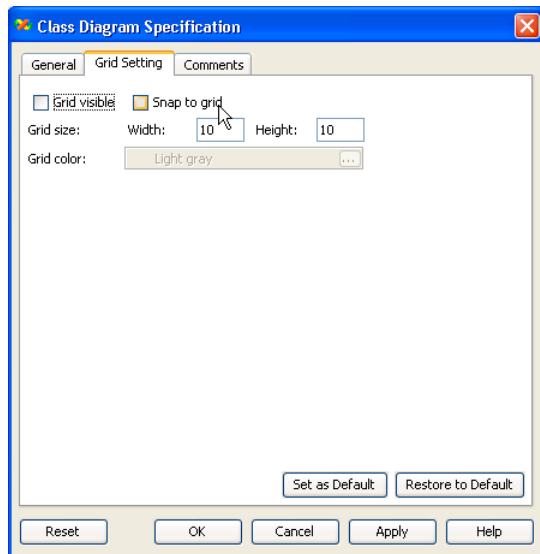 Class Diagram Specification
General Grid Setting Comments
Grid visible Snap to grid
Grid size: Width: 10 Height: 10
Grid color: Light gray ...
Set as Default Restore to Default
Reset OK Cancel Apply Help